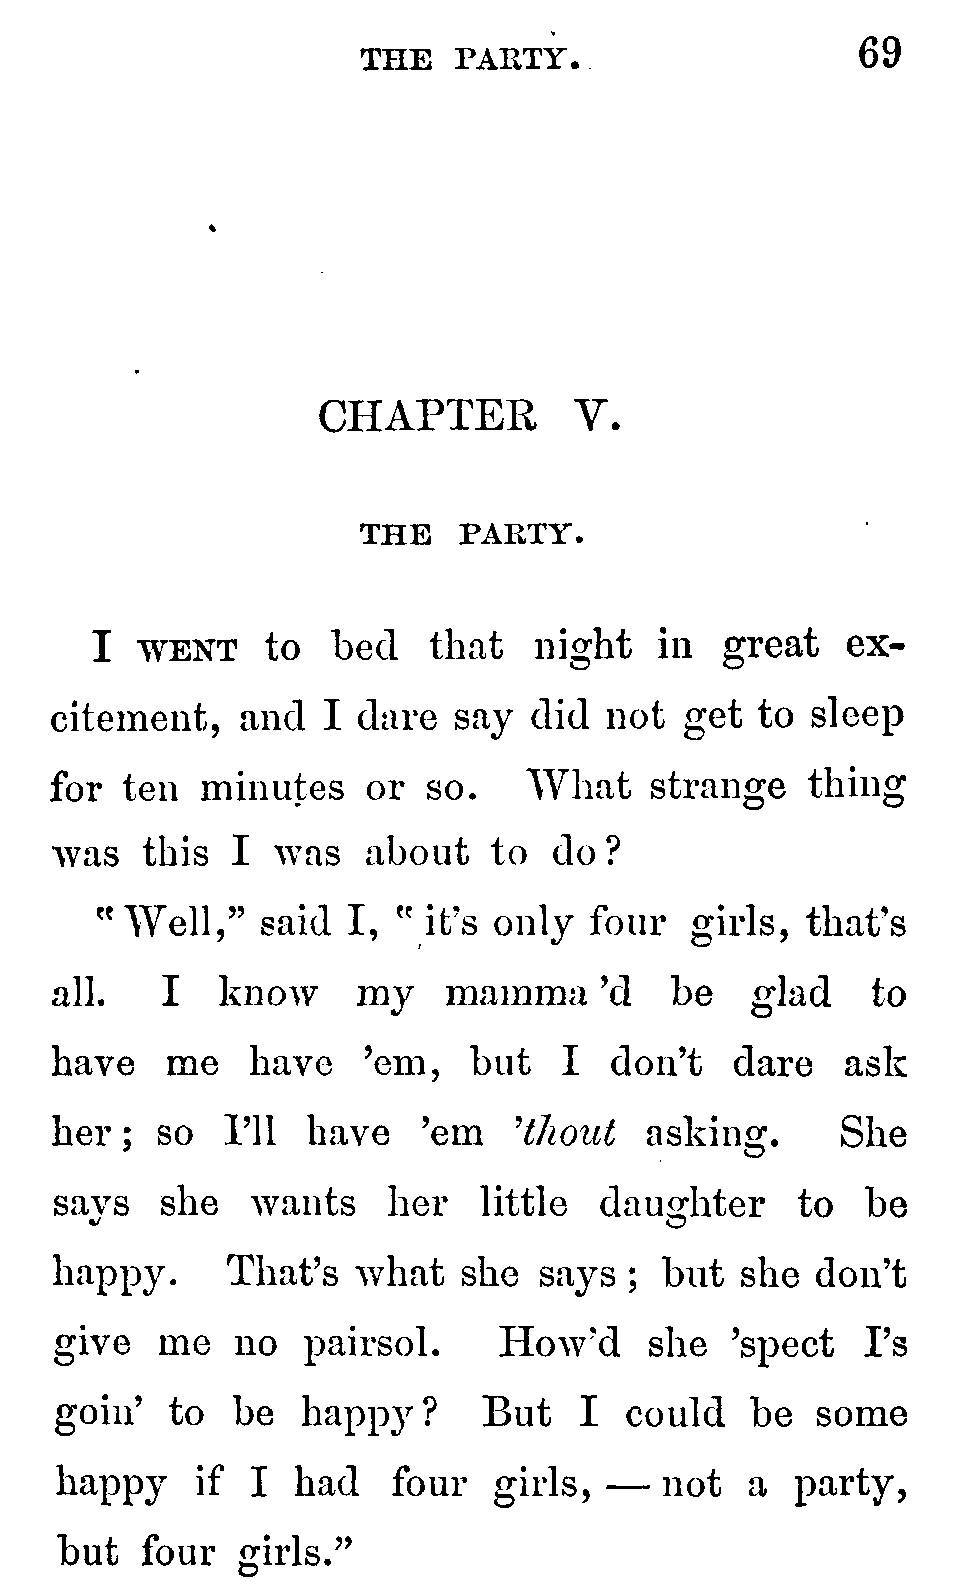 THE PARTY. 69
CHAPTER V.
THE PARTY.
I WENT to bed that night in great ex-
citement, and I dare say did not get to sleep
for ten minutes or so. What strange thing
was this I was about to do?
"Well," said I, "it's only four girls, that's
all. I know my mamma 'd be glad to
have me have 'em, but I don't dare ask
her; so I'll have 'em 'thout asking. She
says she wants her little daughter to be
happy. That's what she says; but she don't
give me no pairsol. How'd she 'spect I's
goin' to be happy? But I could be some
happy if I had four girls, — not a party,
but four girls."